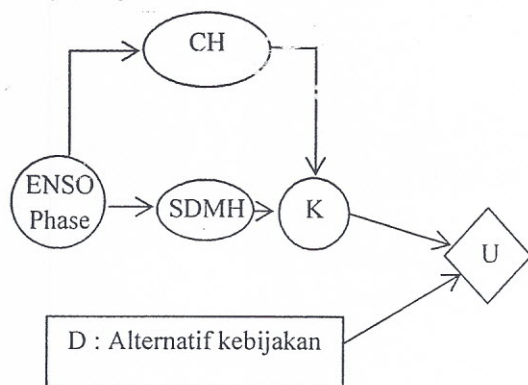 CH
ENSO
Phase
SDMH
K
U
D : Alternatif kebijakan